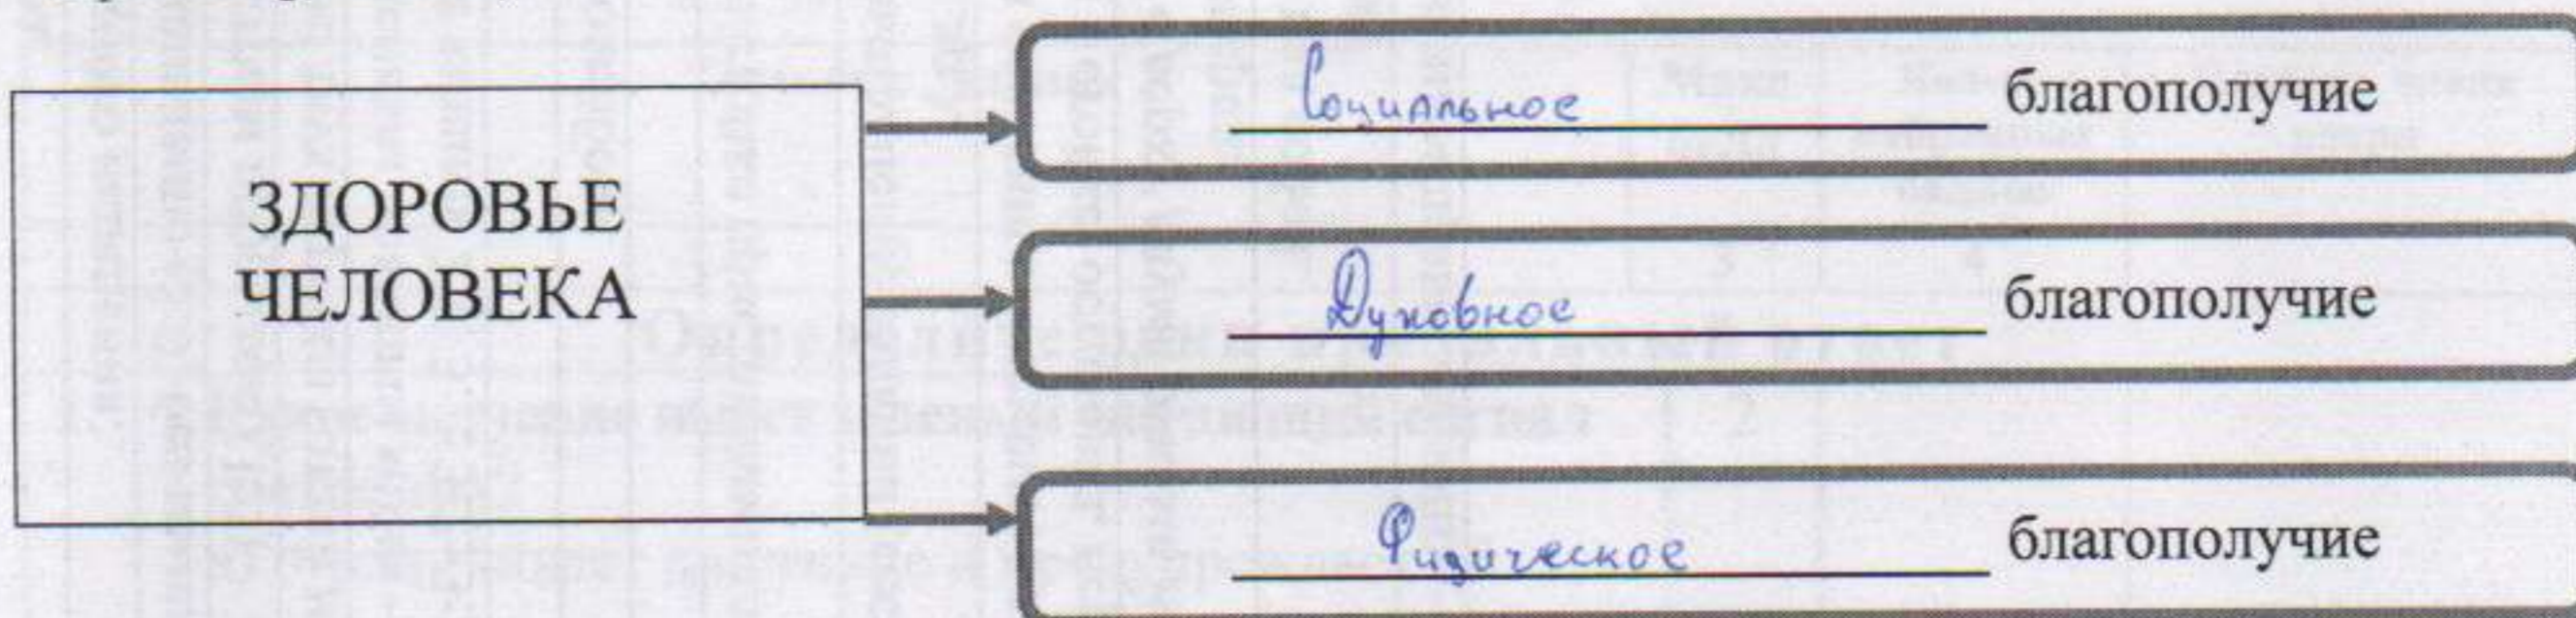 ЗДОРОВЬЕ
ЧЕЛОВЕКА
Социальное благополучие
Духовное благополучие
Физическое благополучие